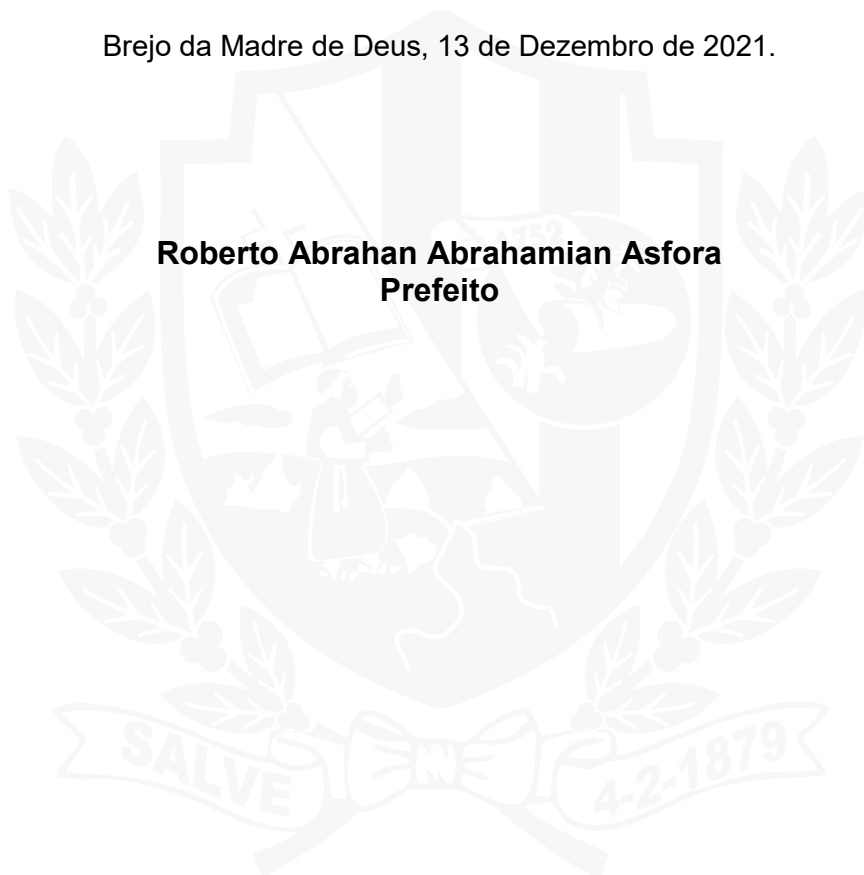 Brejo da Madre de Deus, 13 de Dezembro de 2021.
Roberto Abrahan Abrahamian Asfora
Prefeito
1752
SALVE
4-2-1879